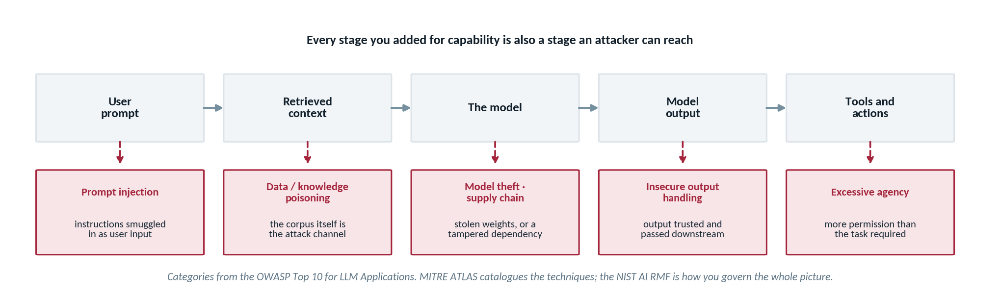 Every stage you added for capability is also a stage an attacker can reach
User
prompt
Retrieved
context
The model
Model
output
Tools and
actions
Prompt injection
instructions smuggled
in as user input
Data / knowledge
poisoning
the corpus itself is
the attack channel
Model theft ·
supply chain
stolen weights, or a
tampered dependency
Insecure output
handling
output trusted and
passed downstream
Excessive agency
more permission than
the task required
Categories from the OWASP Top 10 for LLM Applications. MITRE ATLAS catalogues the techniques; the NIST AI RMF is how you govern the whole picture.